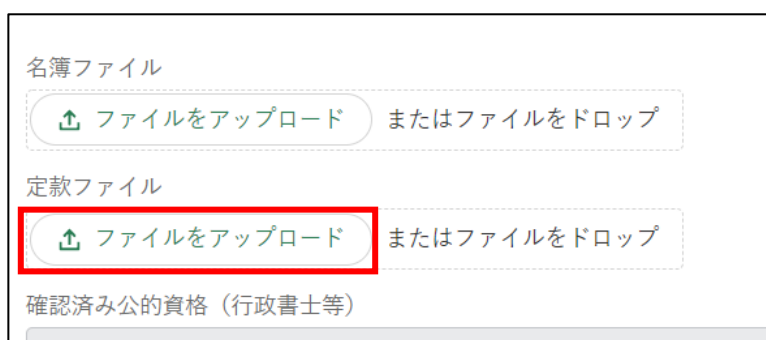 名簿ファイル
ファイルをアップロード またはファイルをドロップ
定款ファイル
ファイルをアップロード またはファイルをドロップ
確認済み公的資格（行政書士等）